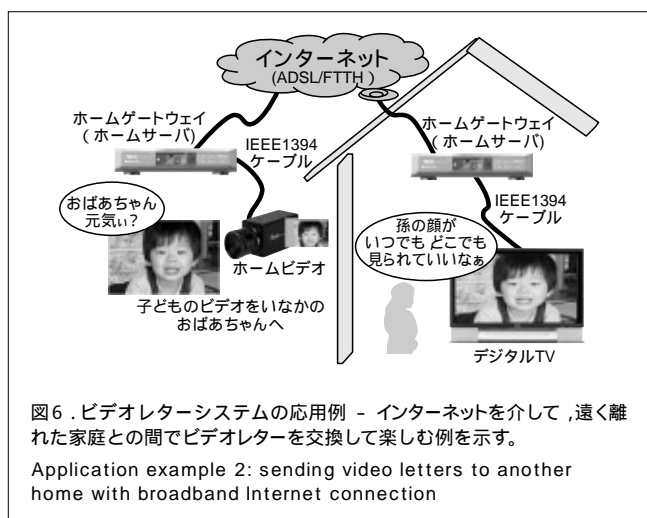 インターネット
(ADSL/FTTH)
ホームゲートウェイ
(ホームサーバ)
IEEE1394
ケーブル
おばあちゃん
元気ぃ?
ホームビデオ
子どものビデオをいなかの
おばあちゃんへ
ホームゲートウェイ
(ホームサーバ)
IEEE1394
ケーブル
孫の顔が
いつでも どこでも
見られていいなぁ
デジタルTV
図6.ビデオレターシステムの応用例 - インターネットを介して,遠く離
れた家庭との間でビデオレターを交換して楽しむ例を示す。
Application example 2: sending video letters to another
home with broadband Internet connection